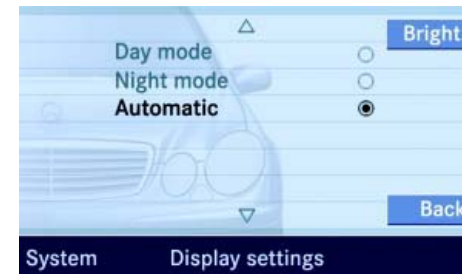 Bright
Day mode
Night mode
Automatic
Back
System Display settings